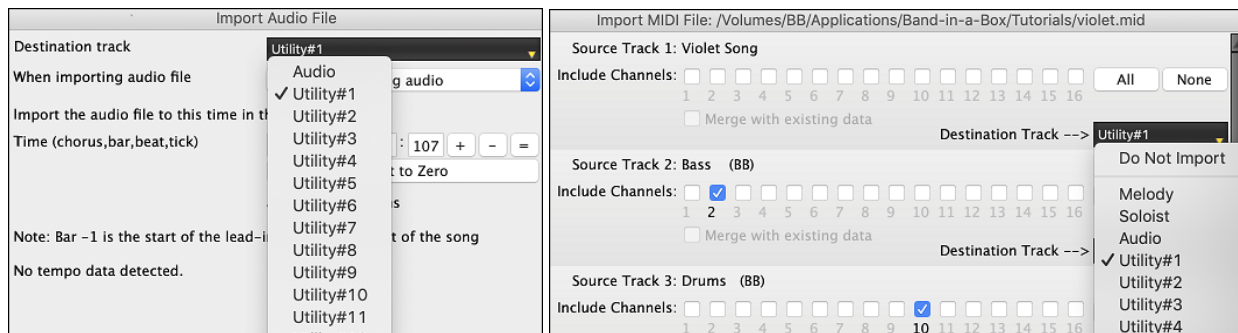 Import Audio File
Destination track
Utility#1
When importing audio file
g audio
Import the audio file to this time in th
Time (chorus,bar,beat,tick)
: 107 + - =
t to Zero
s
Note: Bar -1 is the start of the lead-i
t of the song
No tempo data detected.
Audio
✓ Utility#1
Utility#2
Utility#3
Utility#4
Utility#5
Utility#6
Utility#7
Utility#8
Utility#9
Utility#10
Utility#11
Import MIDI File: /Volumes/BB/Applications/Band-in-a-Box/Tutorials/violet.mid
Source Track 1: Violet Song
Include Channels:
All None
1 2 3 4 5 6 7 8 9 10 11 12 13 14 15 16
Merge with existing data
Destination Track --> Utility#1
Source Track 2: Bass (BB)
Include Channels:
1 2 3 4 5 6 7 8 9 10 11 12 13 14 15 16
Merge with existing data
Destination Track -->
Source Track 3: Drums (BB)
Include Channels:
1 2 3 4 5 6 7 8 9 10 11 12 13 14 15 16
Do Not Import
Melody
Soloist
Audio
✓ Utility#1
Utility#2
Utility#3
Utility#4